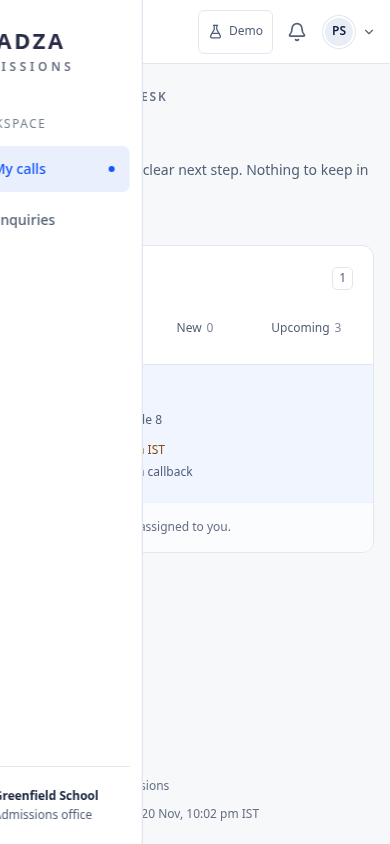 ADZA
ISSIONS
KSPACE
My calls
nquiries
Greenfield School
Admissions office
Demo
PS
ESK
clear next step. Nothing to keep in
1
New 0
Upcoming 3
de 8
IST
callback
assigned to you.
sions
20 Nov, 10:02 pm IST